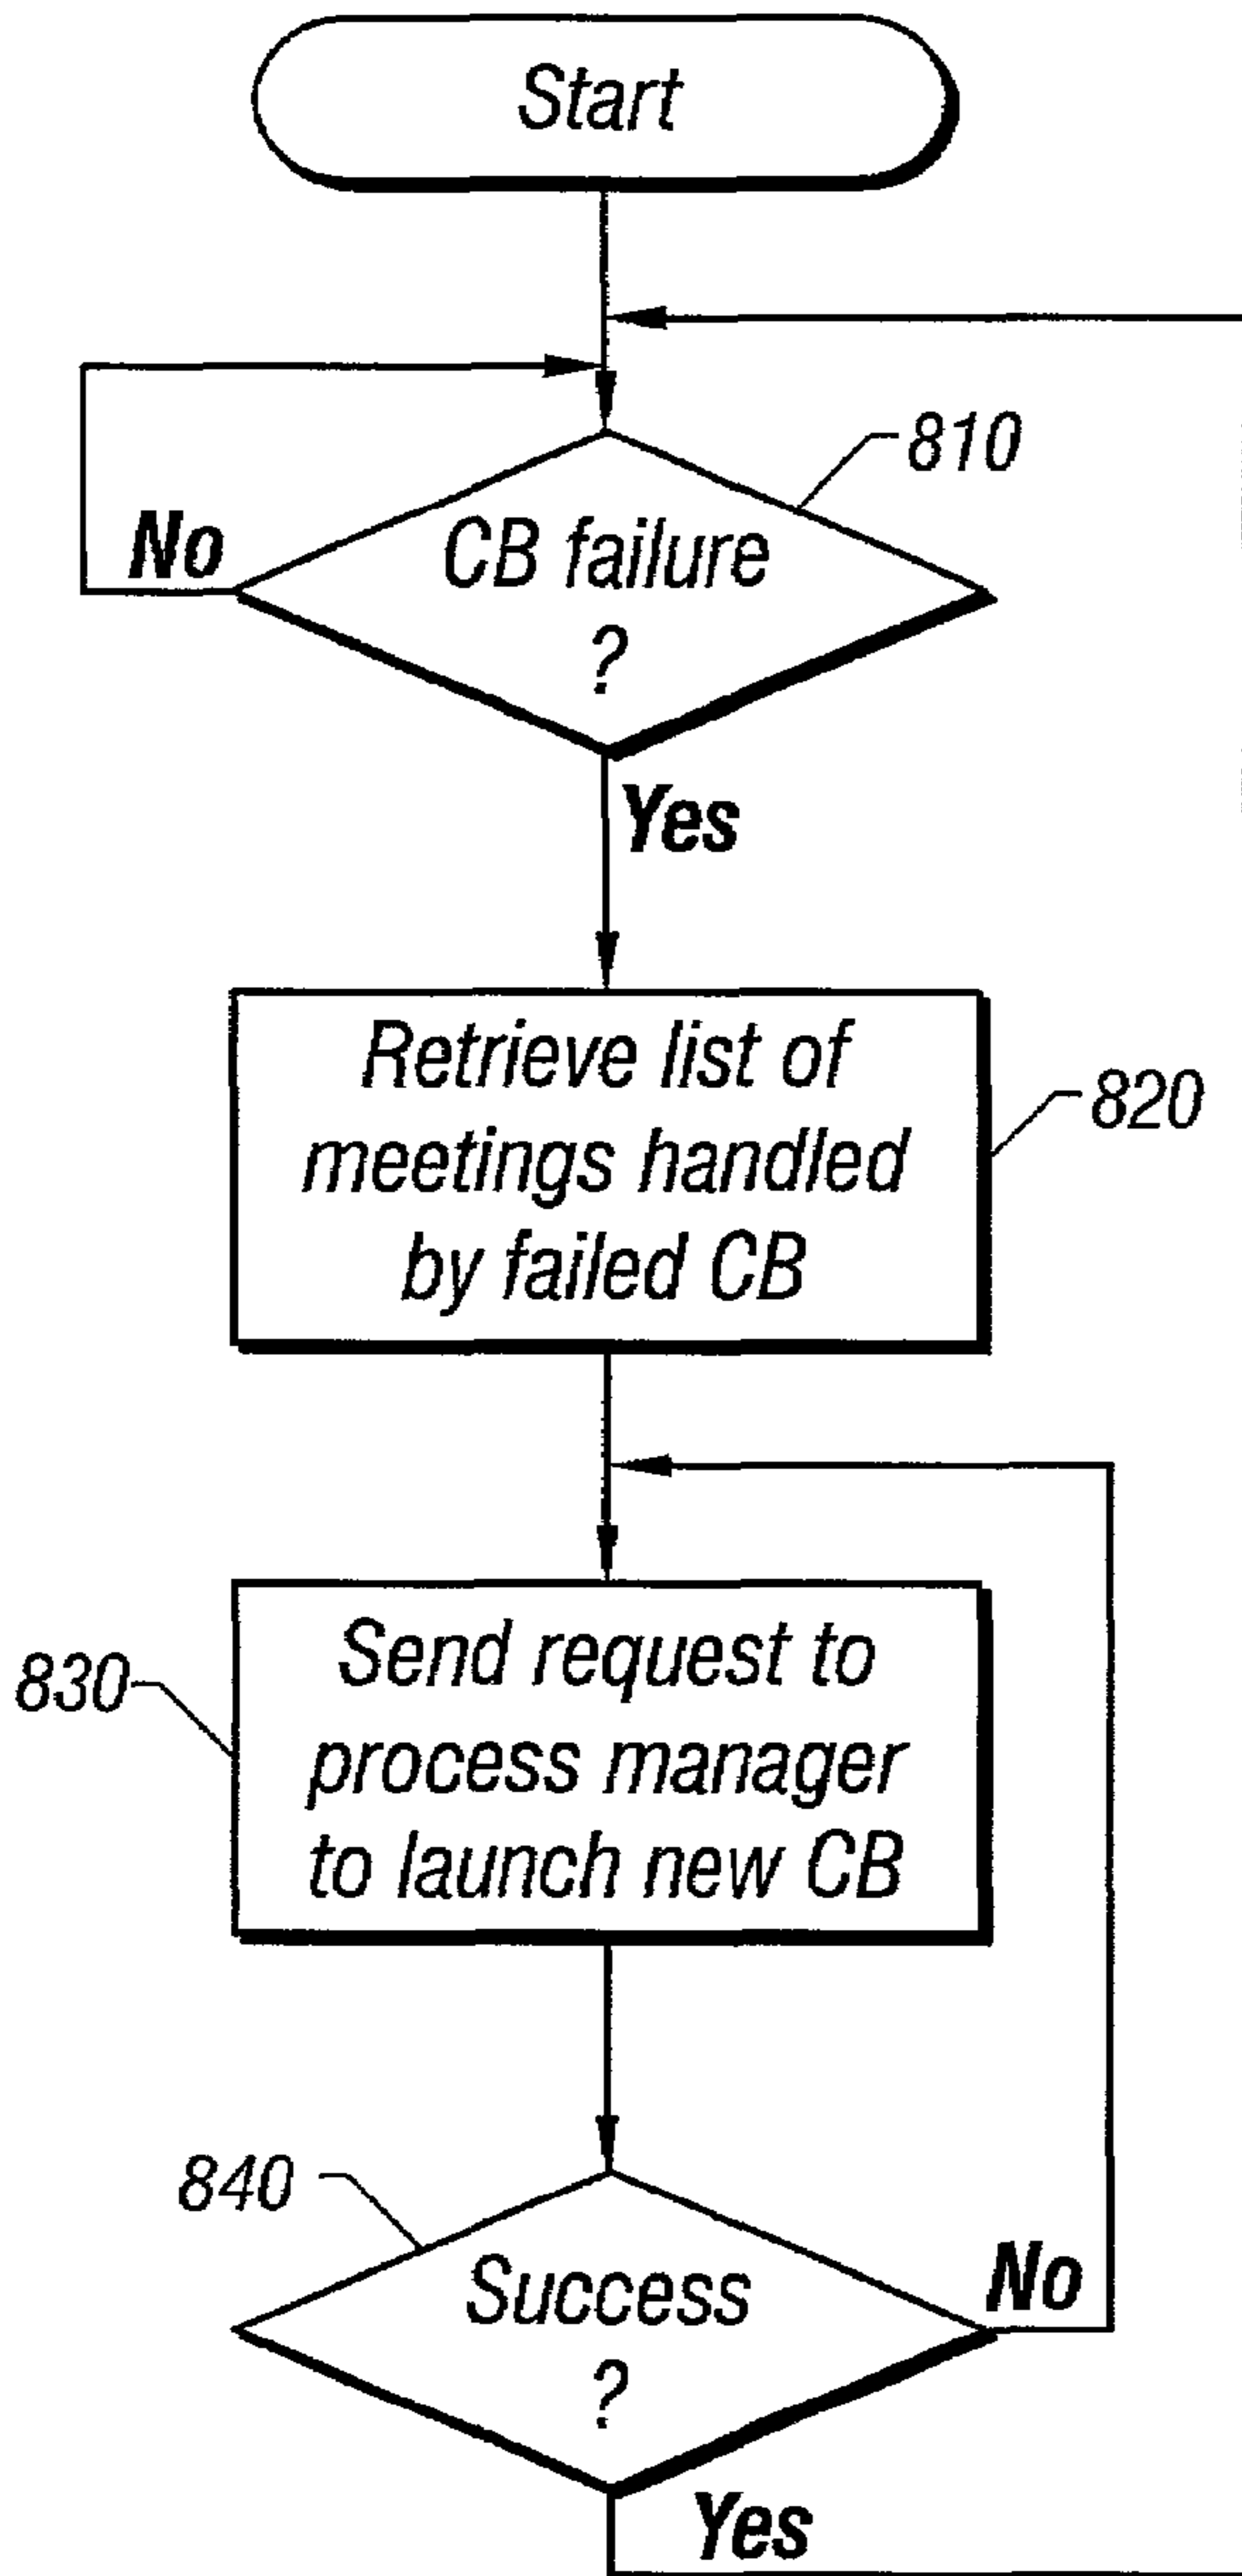 Start
810
CB failure
?
No
Yes
Retrieve list of
meetings handled
by failed CB
820
Send request to
process manager
to launch new CB
830
840
Success
?
No
Yes